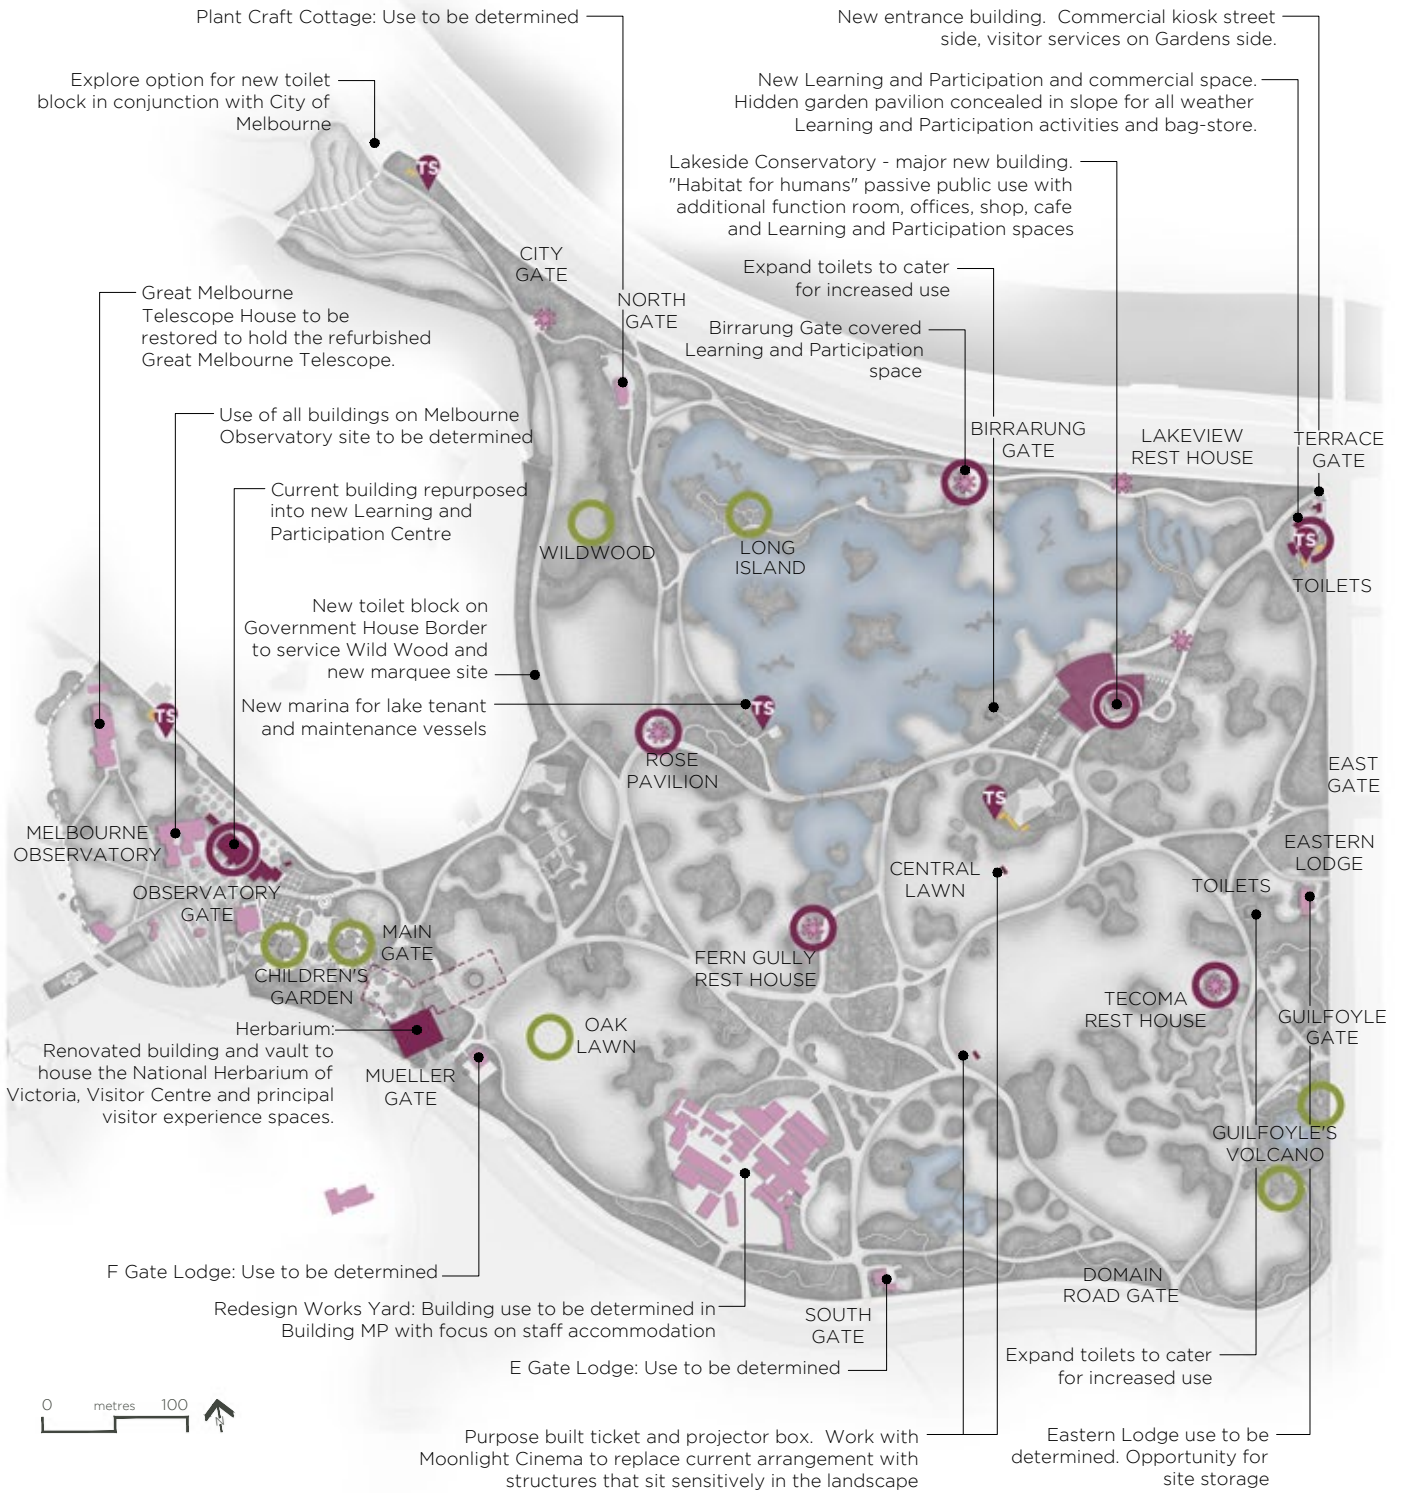 Plant Craft Cottage: Use to be determined
New entrance building.  Commercial kiosk street
side, visitor services on Gardens side.
Explore option for new toilet
block in conjunction with City of
Melbourne
New Learning and Participation and commercial space.
Hidden garden pavilion concealed in slope for all weather
Learning and Participation activities and bag-store.
Lakeside Conservatory - major new building.
"Habitat for humans" passive public use with
additional function room, offices, shop, cafe
and Learning and Participation spaces
TS
CITY
GATE
Expand toilets to cater
for increased use
Great Melbourne
Telescope House to be
restored to hold the refurbished
Great Melbourne Telescope.
NORTH
GATE
Birrarung Gate covered
Learning and Participation
space
Use of all buildings on Melbourne
Observatory site to be determined
BIRRARUNG
GATE
LAKEVIEW
REST HOUSE
TERRACE
GATE
Current building repurposed
into new Learning and
Participation Centre
WILDWOOD
LONG
ISLAND
TS
TOILETS
New toilet block on
Government House Border
to service Wild Wood and
new marquee site
New marina for lake tenant
and maintenance vessels
TS
TS
ROSE
PAVILION
EAST
GATE
TS
MELBOURNE
OBSERVATORY
OBSERVATORY
GATE
CENTRAL
LAWN
EASTERN
LODGE
TOILETS
MAIN
GATE
CHILDREN'S
GARDEN
FERN GULLY
REST HOUSE
TECOMA
REST HOUSE
GUILFOYLE
GATE
Herbarium:
Renovated building and vault to
house the National Herbarium of
Victoria, Visitor Centre and principal
visitor experience spaces.
OAK
LAWN
MUELLER
GATE
GUILFOYLE'S
VOLCANO
F Gate Lodge: Use to be determined
Redesign Works Yard: Building use to be determined in
Building MP with focus on staff accommodation
SOUTH
GATE
DOMAIN
ROAD GATE
E Gate Lodge: Use to be determined
Expand toilets to cater
for increased use
0 metres 100
N
Purpose built ticket and projector box.  Work with
Moonlight Cinema to replace current arrangement with
structures that sit sensitively in the landscape
Eastern Lodge use to be
determined. Opportunity for
site storage